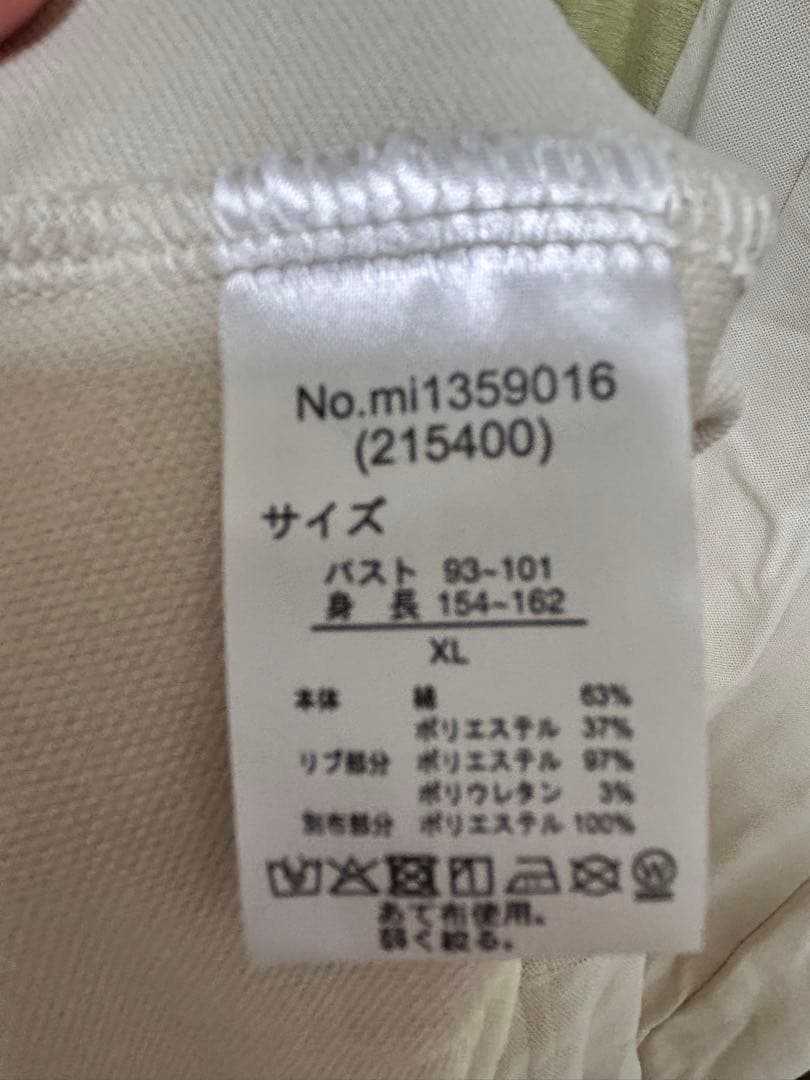 No.mi1359016
(215400)
サイズ
バスト 93~101
身 長 154~162
XL
本体 綿 63%
ポリエステル 37%
リブ部分 ポリエステル 97%
ポリウレタン 3%
別布部分 ポリエステル 100%
あて布使用。
弱く絞る。